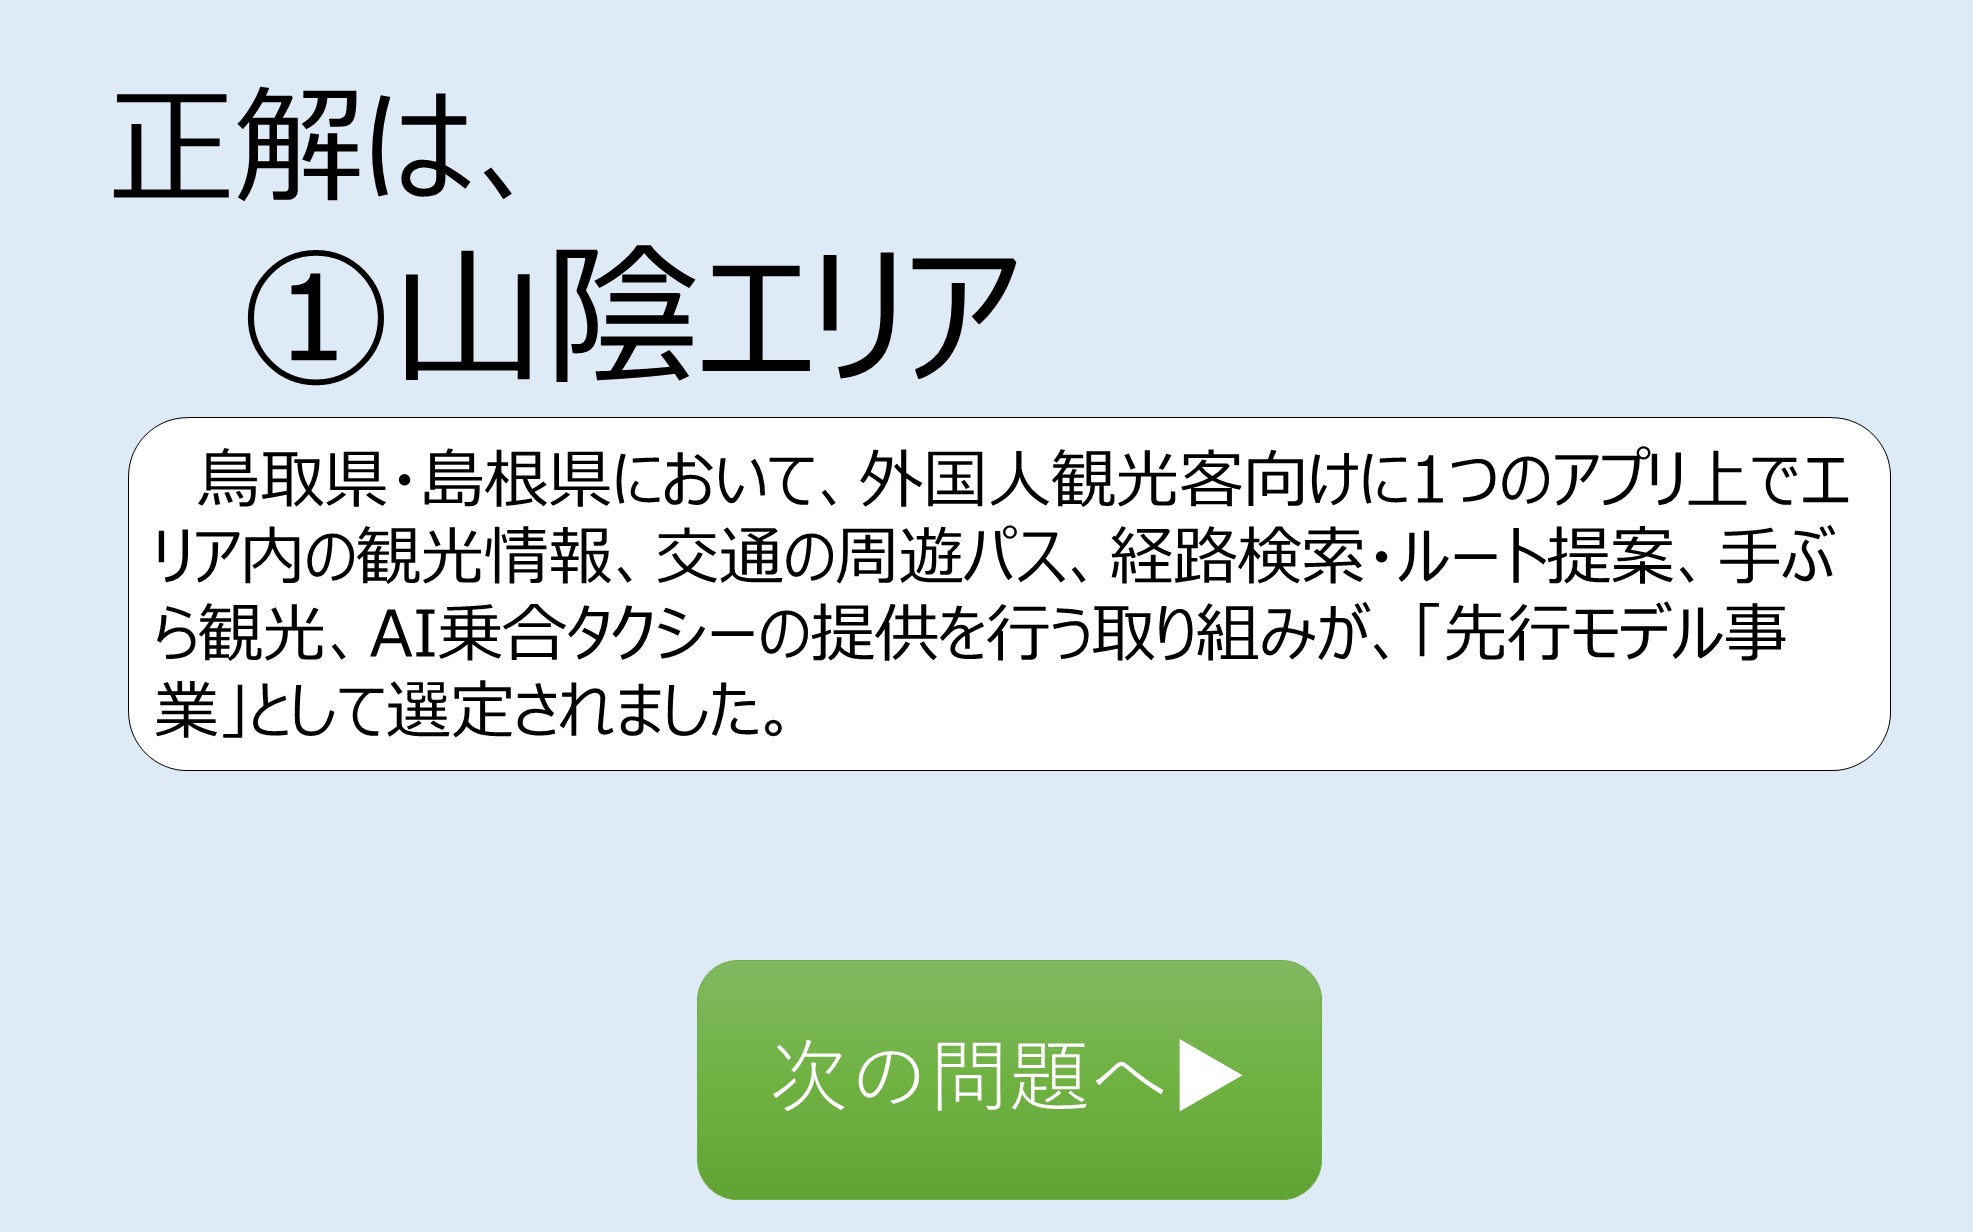 正解は、
①山陰エリア
鳥取県・島根県において、外国人観光客向けに1つのアプリ上でエ
リア内の観光情報、交通の周遊パス、経路検索・ルート提案、手ぶ
ら観光、AI乗合タクシーの提供を行う取り組みが、「先行モデル事
業」として選定されました。
次の問題へ▶